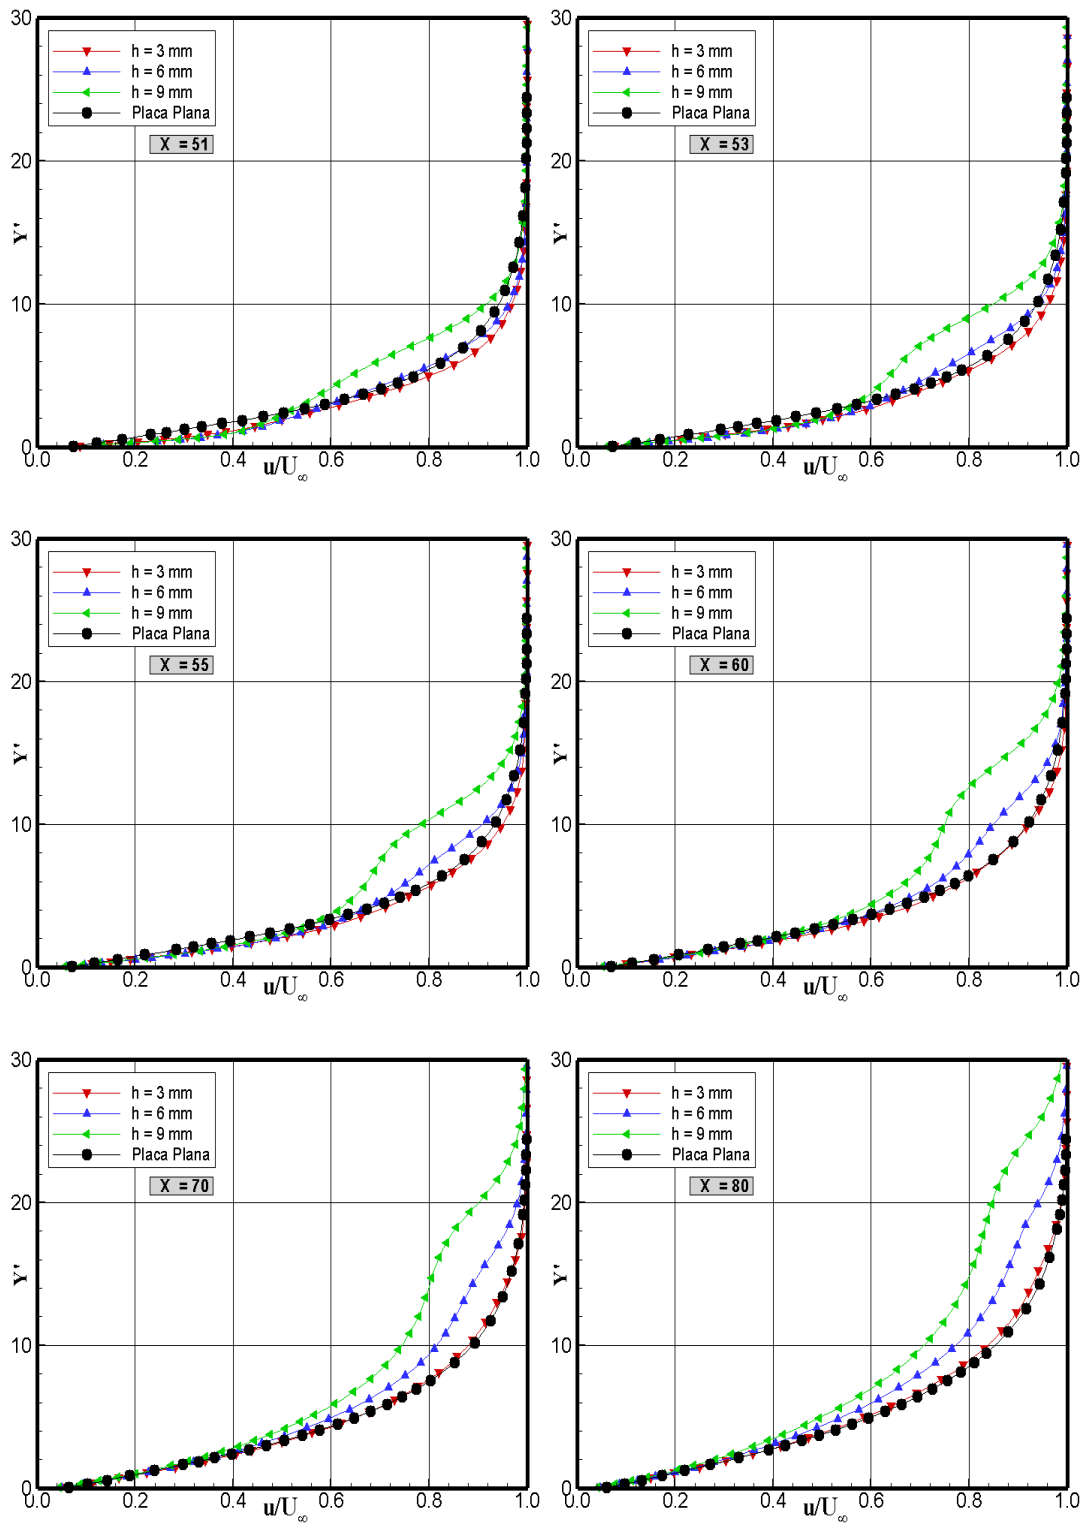 30
20
10
0
Y'
h = 3 mm
h = 6 mm
h = 9 mm
Placa Plana
X = 51
0.0 0.2 0.4 0.6 0.8 1.0
u/U∞
30
20
10
0
Y'
h = 3 mm
h = 6 mm
h = 9 mm
Placa Plana
X = 53
0.0 0.2 0.4 0.6 0.8 1.0
u/U∞
30
20
10
0
Y'
h = 3 mm
h = 6 mm
h = 9 mm
Placa Plana
X = 55
0.0 0.2 0.4 0.6 0.8 1.0
u/U∞
30
20
10
0
Y'
h = 3 mm
h = 6 mm
h = 9 mm
Placa Plana
X = 60
0.0 0.2 0.4 0.6 0.8 1.0
u/U∞
30
20
10
0
Y'
h = 3 mm
h = 6 mm
h = 9 mm
Placa Plana
X = 70
0.0 0.2 0.4 0.6 0.8 1.0
u/U∞
30
20
10
0
Y'
h = 3 mm
h = 6 mm
h = 9 mm
Placa Plana
X = 80
0.0 0.2 0.4 0.6 0.8 1.0
u/U∞